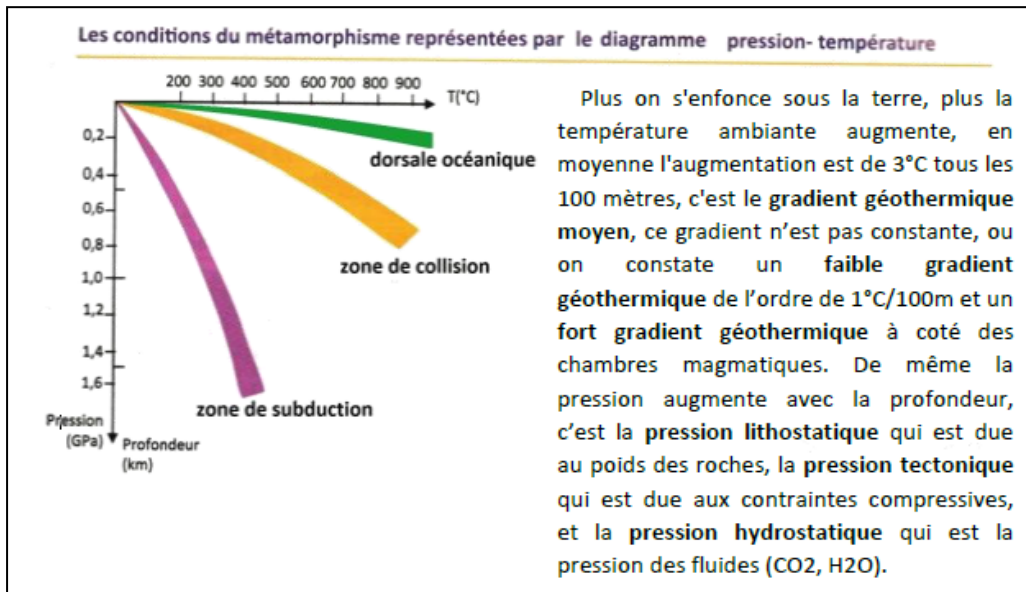 Les conditions du métamorphisme représentées par le diagramme pression- température
200 300 400 500 600 700 800 900
T(°C)
0,2
0,4
0,6
0,8
1,0
1,2
1,4
1,6
dorsale océanique
zone de collision
zone de subduction
Pression
(GPa)
Profondeur
(km)
Plus on s'enfonce sous la terre, plus la
température ambiante augmente, en
moyenne l'augmentation est de 3°C tous les
100 mètres, c'est le gradient géothermique
moyen, ce gradient n'est pas constante, ou
on constate un faible gradient
géothermique de l'ordre de 1°C/100m et un
fort gradient géothermique à coté des
chambres magmatiques. De même la
pression augmente avec la profondeur,
c'est la pression lithostatique qui est due
au poids des roches, la pression tectonique
qui est due aux contraintes compressives,
et la pression hydrostatique qui est la
pression des fluides (CO2, H2O).